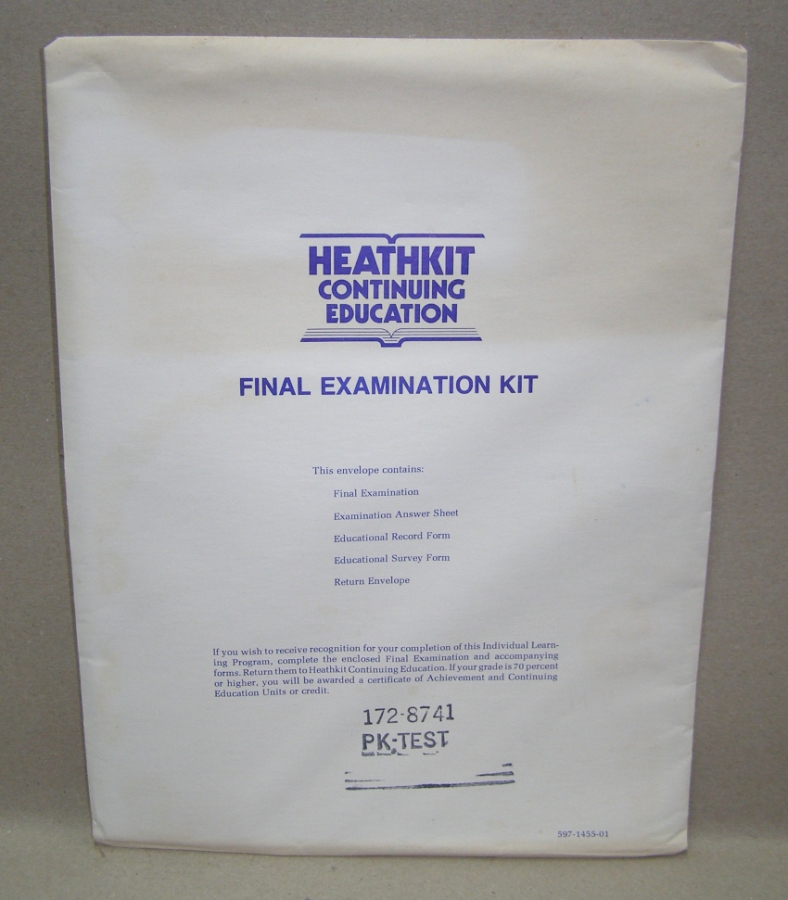 HEATHKIT
CONTINUING
EDUCATION
FINAL EXAMINATION KIT
This envelope contains:
Final Examination
Examination Answer Sheet
Educational Record Form
Educational Survey Form
Return Envelope
If you wish to receive recognition for your completion of this Individual Learn-
ing Program, complete the enclosed Final Examination and accompanying
forms. Return them to Heathkit Continuing Education. If your grade is 70 percent
or higher, you will be awarded a certificate of Achievement and Continuing
Education Units or credit.
172-8741
PK-TEST
597-1455-01